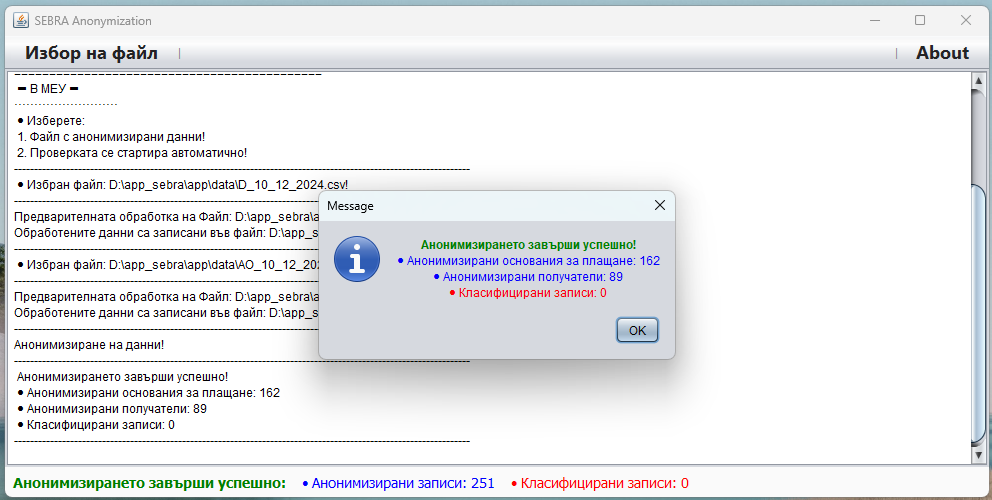 SEBRA Anonymization
Избор на файл
About
В МЕУ
• Изберете:
1. Файл с анонимизирани данни!
2. Проверката се стартира автоматично!
• Избран файл: D:\app_sebra\app\data\D_10_12_2024.csv!
Предварителната обработка на Файл: D:\app_sebra\a
Обработените данни са записани във файл: D:\app_s
• Избран файл: D:\app_sebra\app\data\AO_10_12_202
Предварителната обработка на Файл: D:\app_sebra\a
Обработените данни са записани във файл: D:\app_s
Анонимизиране на данни!
Анонимизирането завърши успешно!
• Анонимизирани основания за плащане: 162
• Анонимизирани получатели: 89
• Класифицирани записи: 0
Message
Анонимизирането завърши успешно!
• Анонимизирани основания за плащане: 162
• Анонимизирани получатели: 89
• Класифицирани записи: 0
OK
Анонимизирането завърши успешно: • Анонимизирани записи: 251 • Класифицирани записи: 0